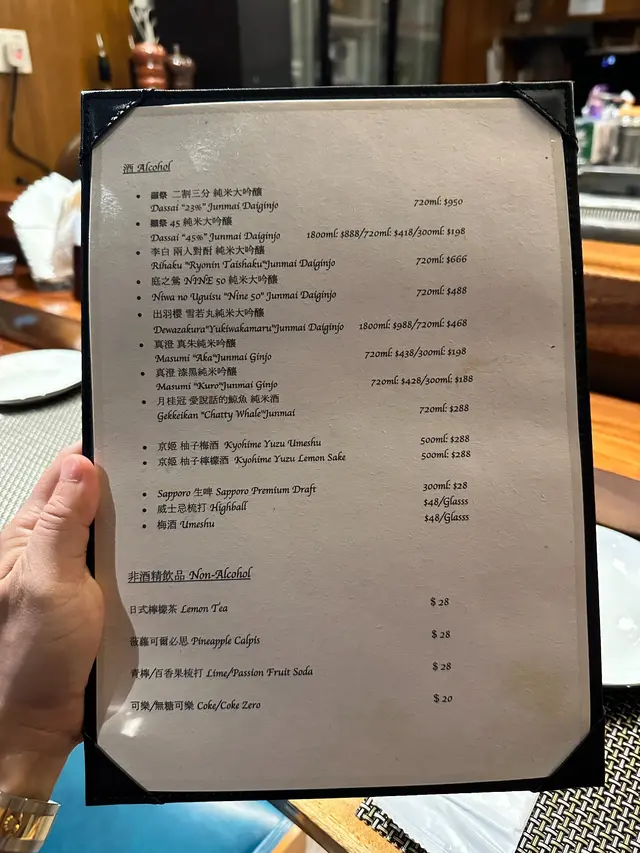 酒 Alcohol
• 獺祭 二割三分 純米大吟釀
Dassai "23%" Junmai Daiginjo 720ml: $950
• 獺祭 45 純米大吟釀
Dassai "45%" Junmai Daiginjo 1800ml: $888/720ml: $418/300ml: $198
• 李白 兩人對酌 純米大吟釀
Rihaku "Ryonin Taishaku"Junmai Daiginjo 720ml: $666
• 庭之鶯 NINE 50 純米大吟釀
• Niwa no Uguisu "Nine 50" Junmai Daiginjo 720ml: $488
• 出羽櫻 雪若丸純米大吟釀
Dewazakura"Yukiwakamaru"Junmai Daiginjo 1800ml: $988/720ml: $468
• 真澄 真朱純米吟釀
Masumi "Aka"Junmai Ginjo 720ml: $438/300ml: $198
• 真澄 漆黑純米吟釀
Masumi "Kuro"Junmai Ginjo 720ml: $428/300ml: $188
• 月桂冠 愛說話的鯨魚 純米酒
Gekkeikan "Chatty Whale"Junmai 720ml: $288
• 京姬 柚子梅酒 Kyohime Yuzu Umeshu 500ml: $288
• 京姬 柚子檸檬酒 Kyohime Yuzu Lemon Sake 500ml: $288
• Sapporo 生啤 Sapporo Premium Draft 300ml: $28
• 威士忌梳打 Highball $48/Glasss
• 梅酒 Umeshu $48/Glasss
非酒精飲品 Non-Alcohol
日式檸檬茶 Lemon Tea $ 28
菠蘿可爾必思 Pineapple Calpis $ 28
青檸/百香果梳打 Lime/Passion Fruit Soda $ 28
可樂/無糖可樂 Coke/Coke Zero $ 20